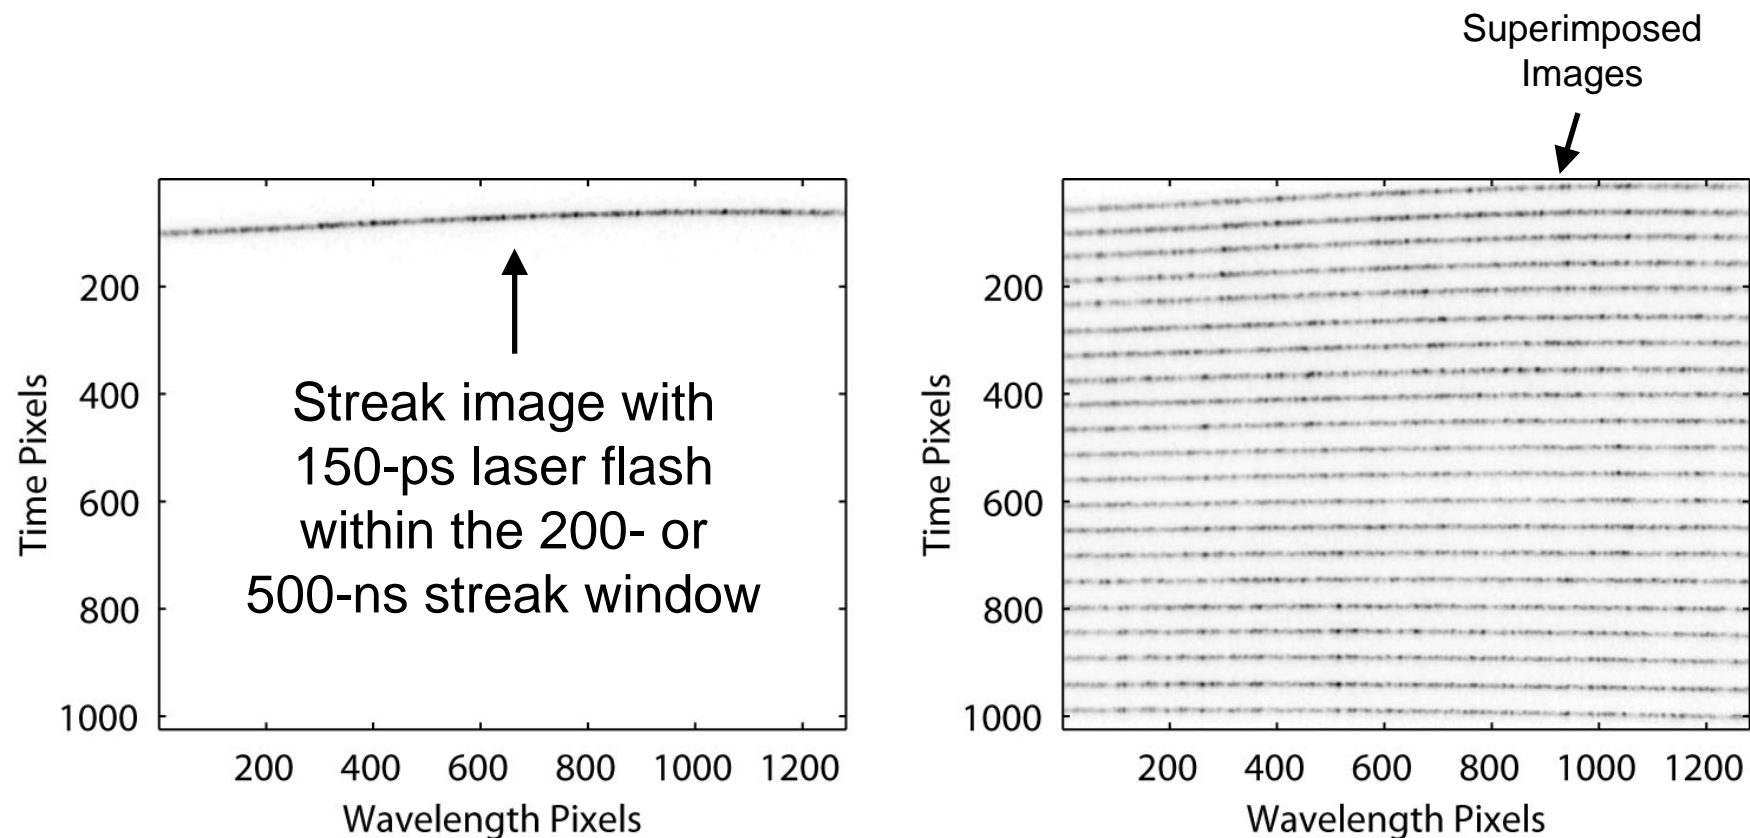 Superimposed
Images
Time Pixels
200
400
600
800
1000
Streak image with
150-ps laser flash
within the 200- or
500-ns streak window
200 400 600 800 1000 1200
Wavelength Pixels
Time Pixels
200
400
600
800
1000
200 400 600 800 1000 1200
Wavelength Pixels